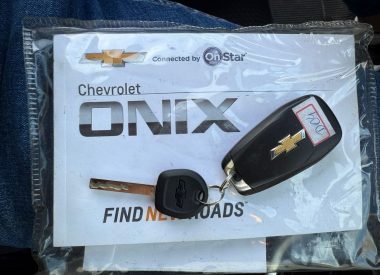 Connected by OnStar
Chevrolet
ONIX
FIND NEW ROADS